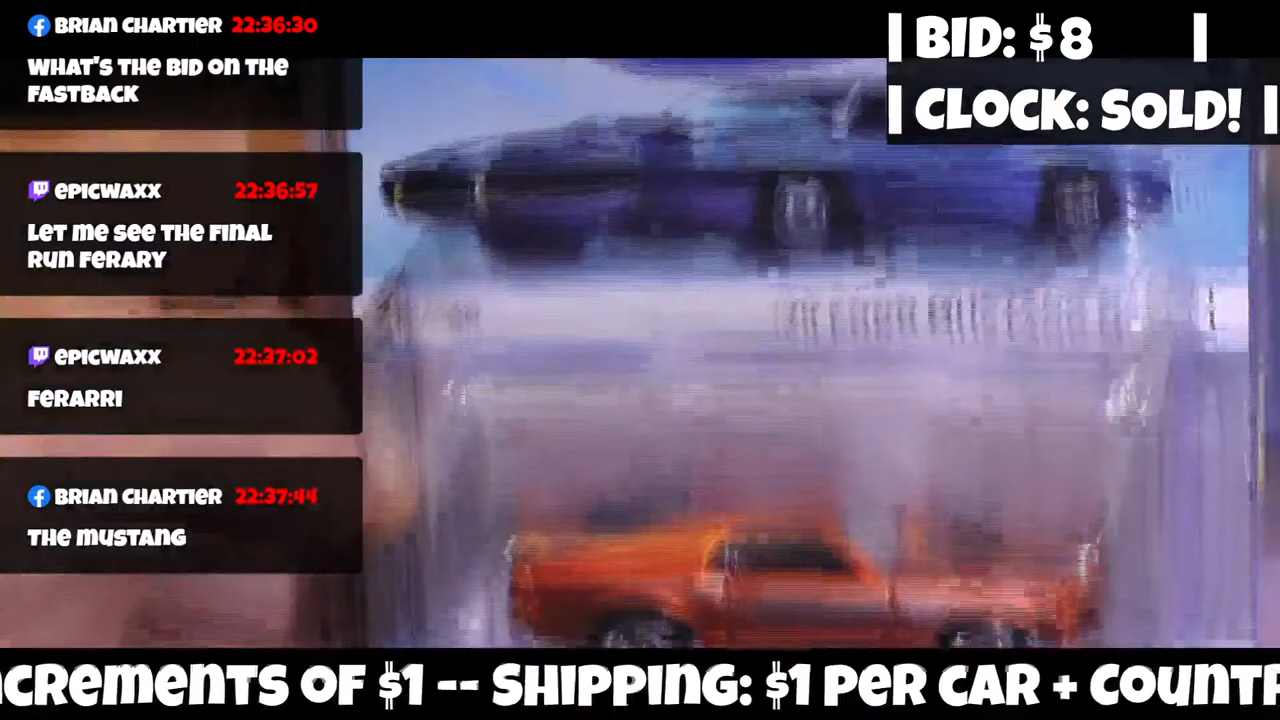 BRIAN CHARTIER 22:36:30
WHAT'S THE BID ON THE
FASTBACK
EPICWAXX 22:36:57
LET ME SEE THE FINAL
RUN FERARY
EPICWAXX 22:37:02
FERARRI
BRIAN CHARTIER 22:37:44
THE MUSTANG
| BID: $8 |
| CLOCK: SOLD! |
OF $1 -- SHIPPING: $1 PER CAR +